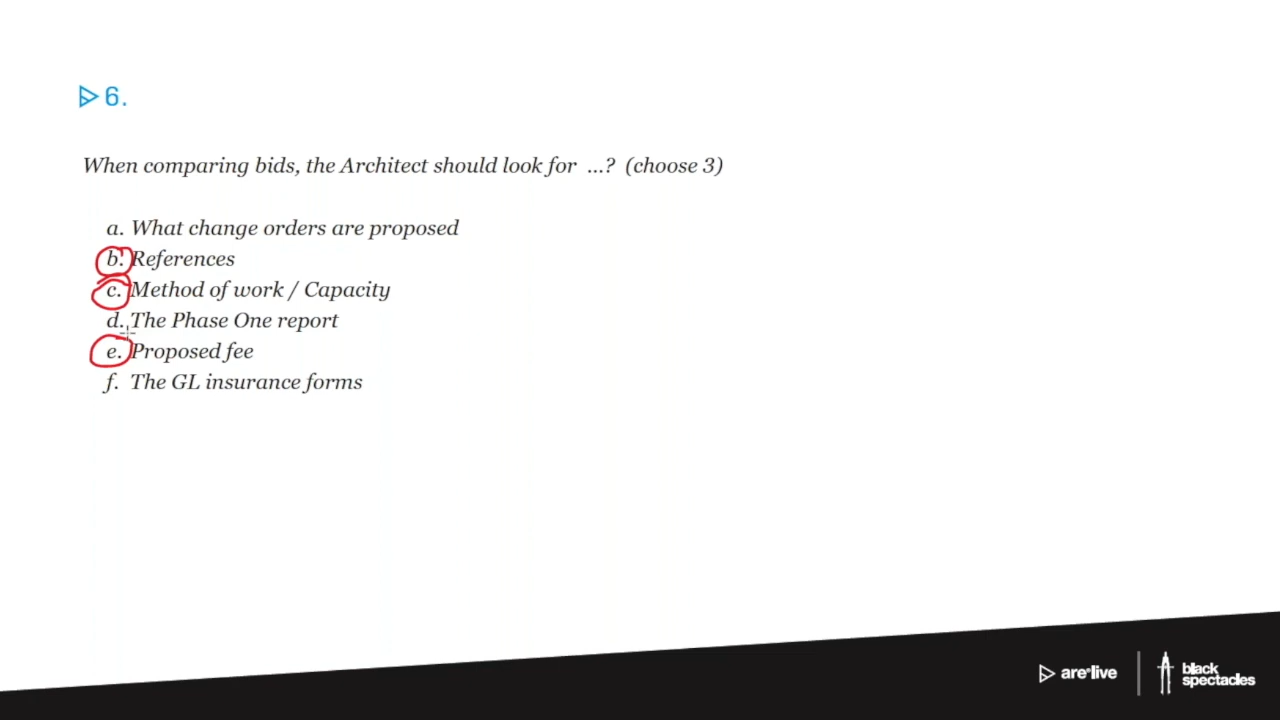 6.
When comparing bids, the Architect should look for ...? (choose 3)
a. What change orders are proposed
b. References
c. Method of work / Capacity
d. The Phase One report
e. Proposed fee
f. The GL insurance forms
are live
black
spectacles